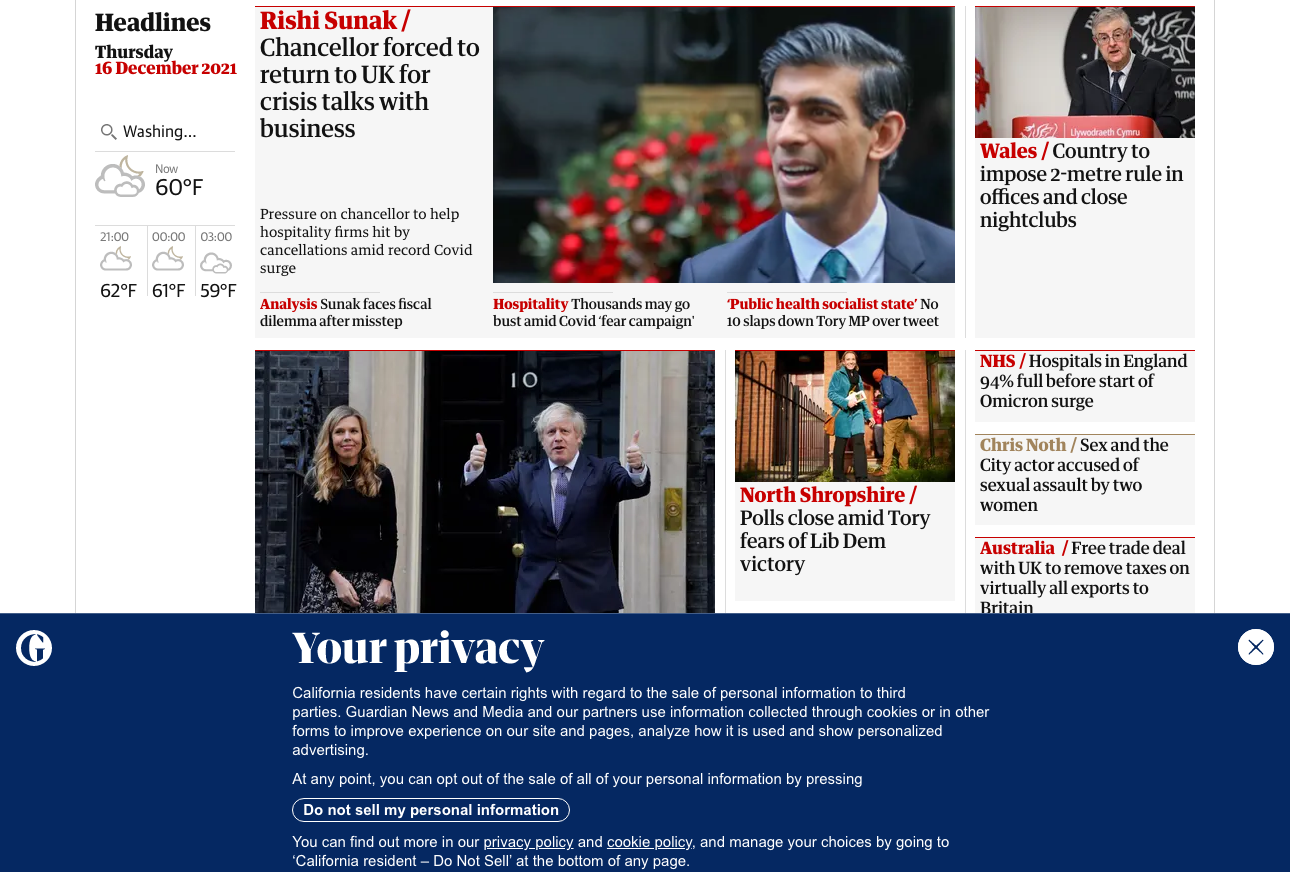 Headlines
Thursday
16 December 2021
Washing...
Now
60°F
21:00
00:00
03:00
62°F
61°F
59°F
Rishi Sunak /
Chancellor forced to
return to UK for
crisis talks with
business
Pressure on chancellor to help
hospitality firms hit by
cancellations amid record Covid
surge
Analysis Sunak faces fiscal
dilemma after misstep
Hospitality Thousands may go
bust amid Covid ‘fear campaign’
‘Public health socialist state’ No
10 slaps down Tory MP over tweet
Llywodraeth Cymru
Wales / Country to
impose 2-metre rule in
offices and close
nightclubs
10
North Shropshire /
Polls close amid Tory
fears of Lib Dem
victory
NHS / Hospitals in England
94% full before start of
Omicron surge
Chris Noth / Sex and the
City actor accused of
sexual assault by two
women
Australia / Free trade deal
with UK to remove taxes on
virtually all exports to
Britain
G
Your privacy
California residents have certain rights with regard to the sale of personal information to third
parties. Guardian News and Media and our partners use information collected through cookies or in other
forms to improve experience on our site and pages, analyze how it is used and show personalized
advertising.
At any point, you can opt out of the sale of all of your personal information by pressing
Do not sell my personal information
You can find out more in our privacy policy and cookie policy, and manage your choices by going to
‘California resident – Do Not Sell’ at the bottom of any page.